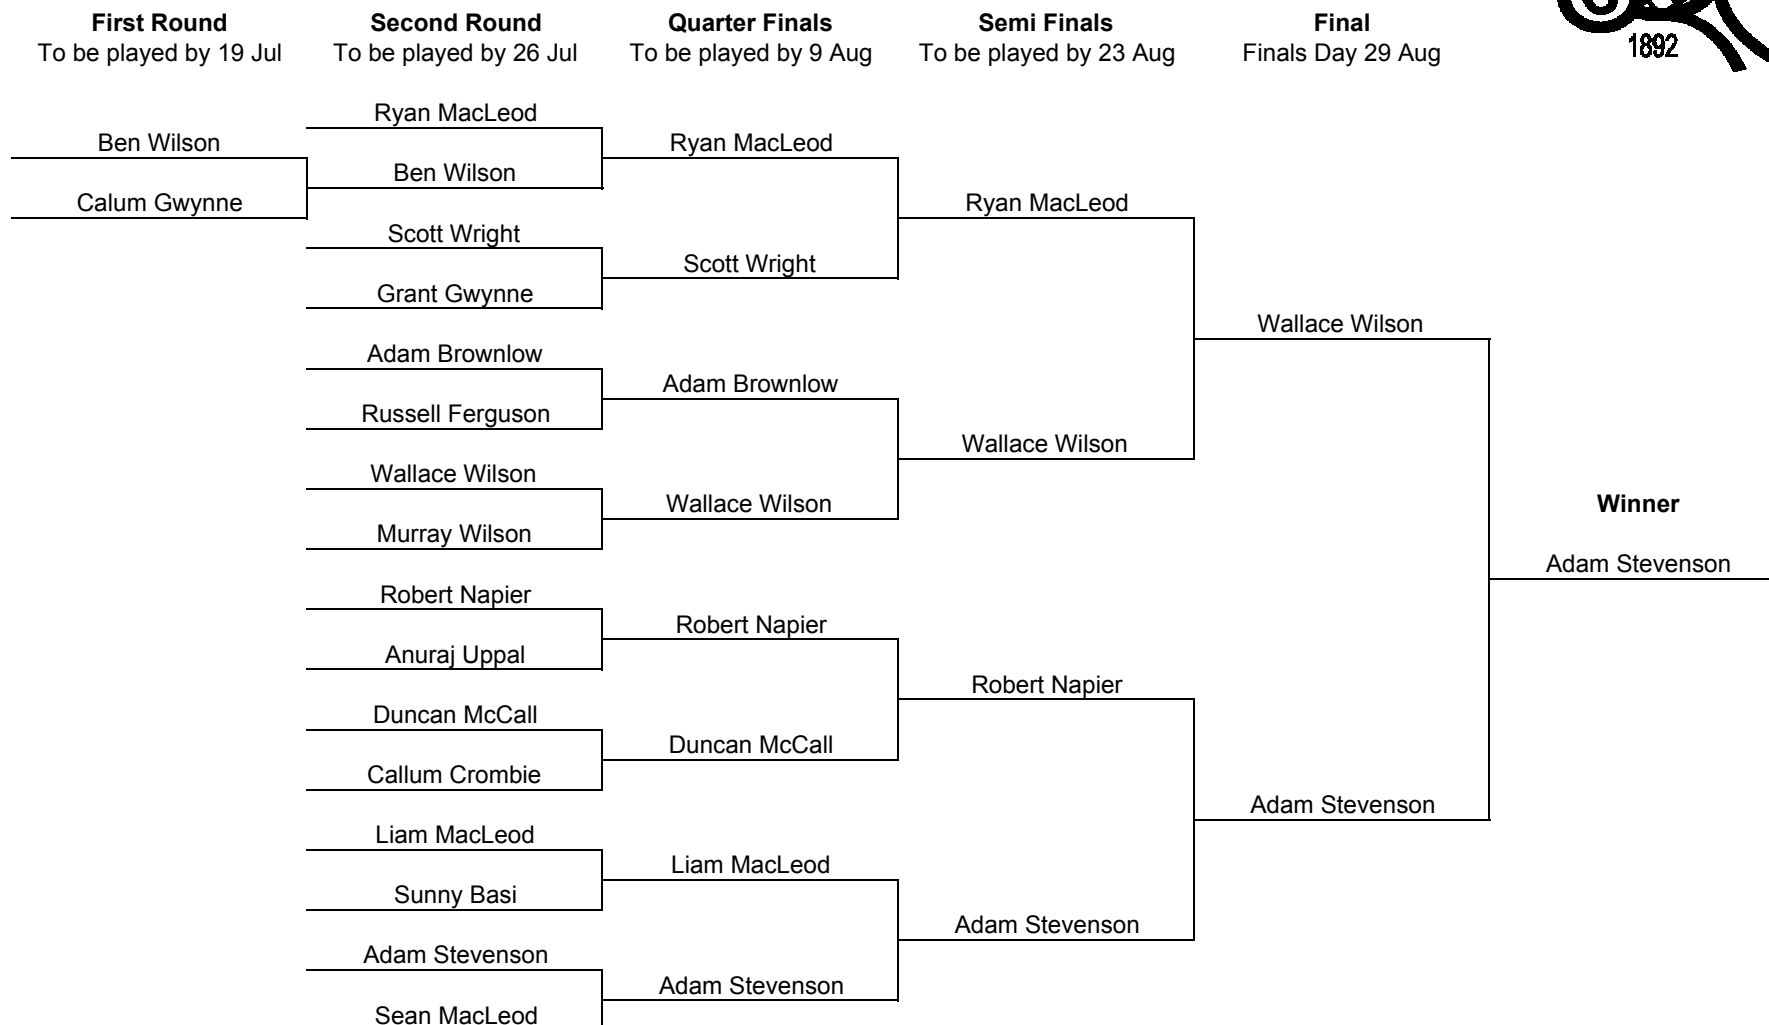 First Round Second Round Quarter Finals Semi Finals Final
To be played by 19 Jul To be played by 26 Jul To be played by 9 Aug To be played by 23 Aug Finals Day 29 Aug
1892
Ryan MacLeod
Ben Wilson Ryan MacLeod
Ben Wilson
Calum Gwynne Ryan MacLeod
Scott Wright
Scott Wright
Grant Gwynne
Wallace Wilson
Adam Brownlow
Adam Brownlow
Russell Ferguson
Wallace Wilson
Wallace Wilson
Wallace Wilson Winner
Murray Wilson
Adam Stevenson
Robert Napier
Robert Napier
Anuraj Uppal
Robert Napier
Duncan McCall
Duncan McCall
Callum Crombie
Adam Stevenson
Liam MacLeod
Liam MacLeod
Sunny Basi
Adam Stevenson
Adam Stevenson
Adam Stevenson
Sean MacLeod